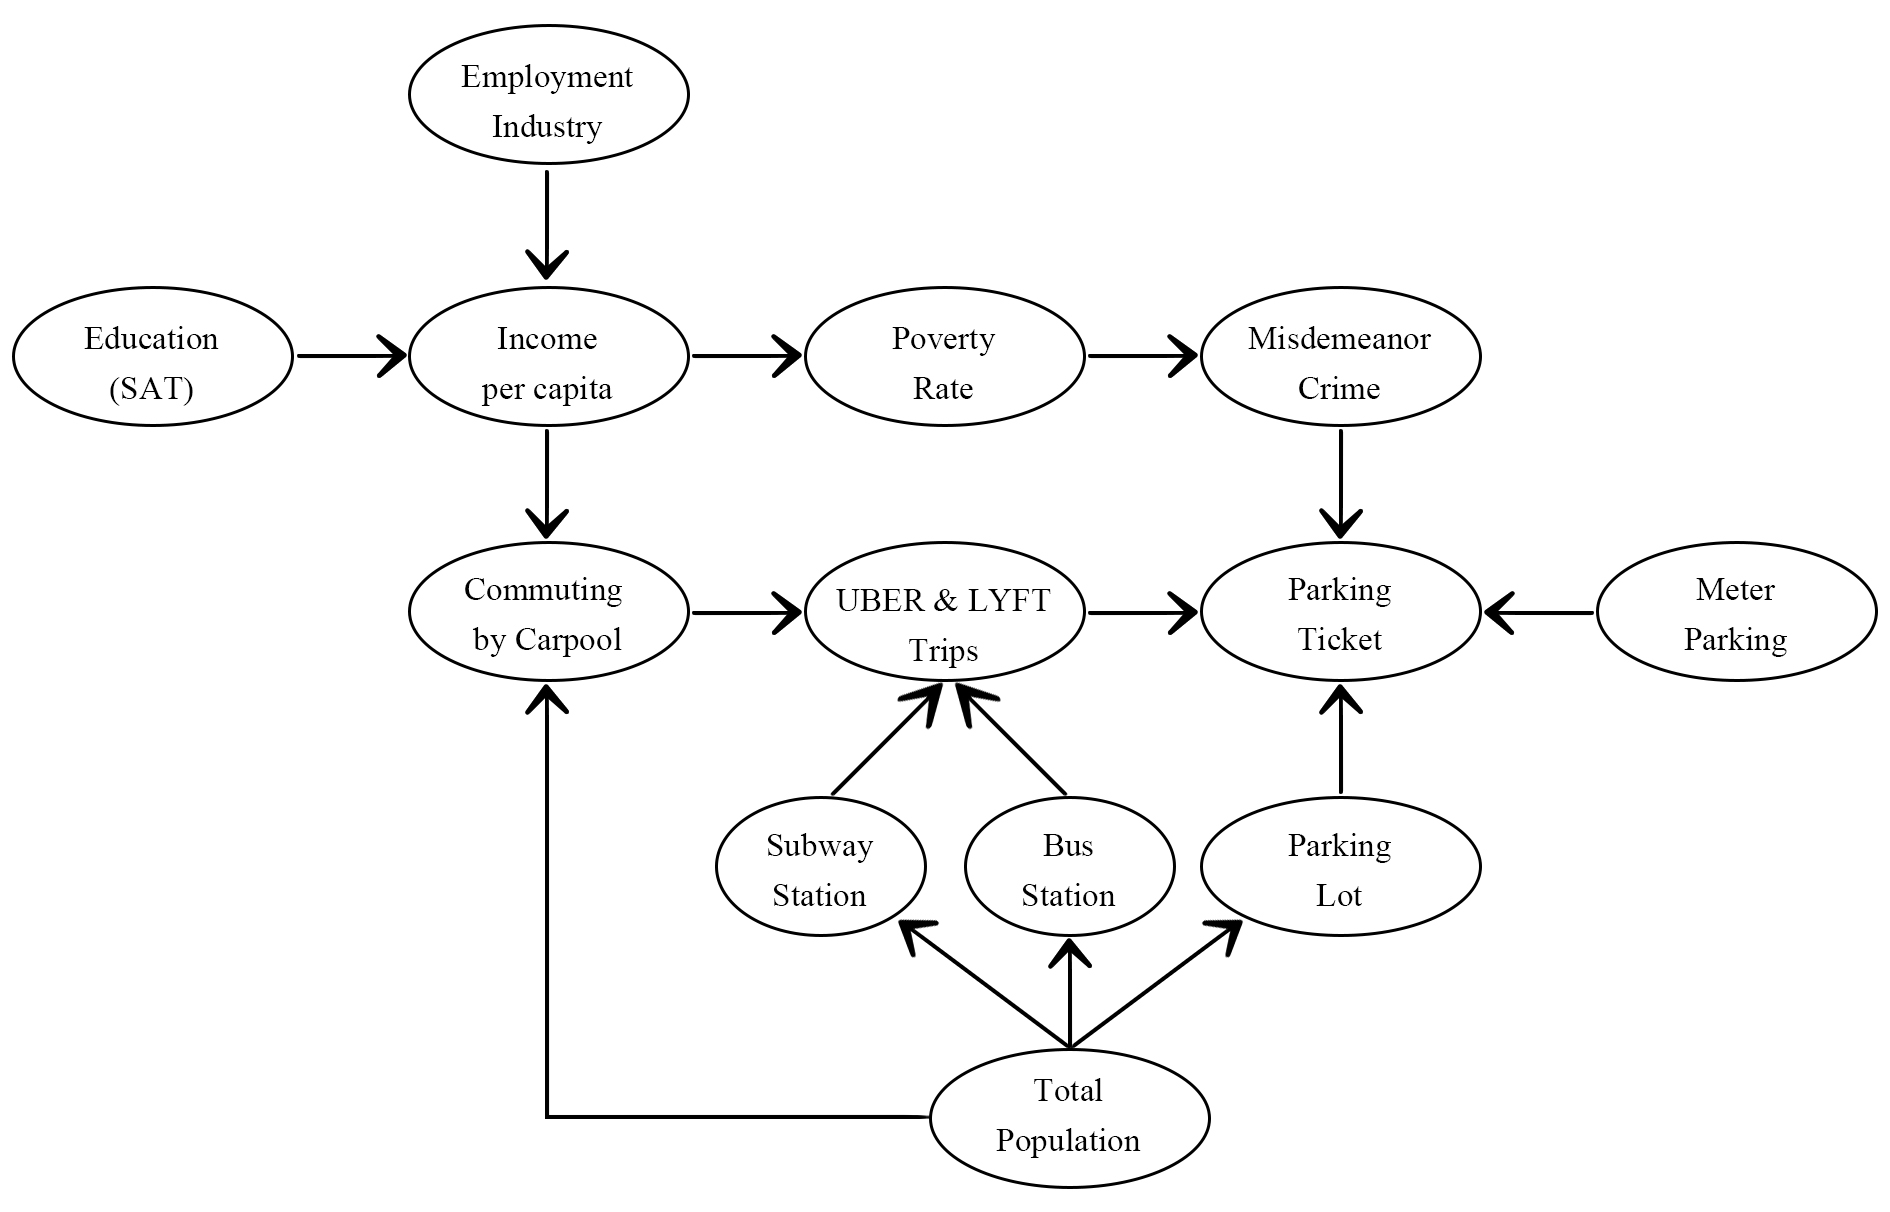 Employment
Industry
Education
(SAT)
Income
per capita
Poverty
Rate
Misdemeanor
Crime
Commuting
by Carpool
UBER & LYFT
Trips
Parking
Ticket
Meter
Parking
Subway
Station
Bus
Station
Parking
Lot
Total
Population